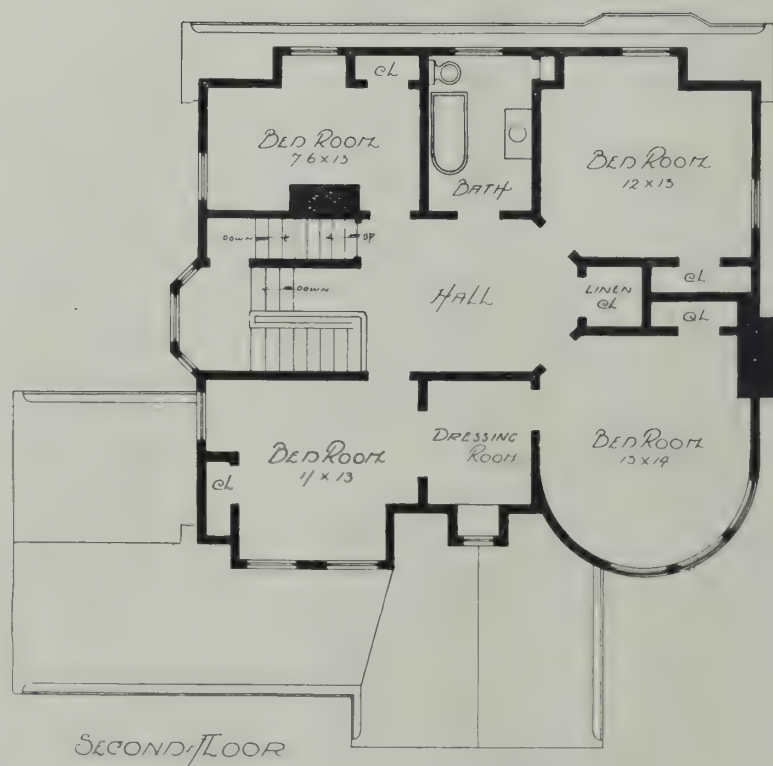 CL
BED ROOM
7 6 x 13
BATH
BED ROOM
12 x 13
DOWN
UP
DOWN
HALL
LINEN
CL
CL
CL
BED ROOM
11 x 13
CL
DRESSING
ROOM
BED ROOM
13 x 14
SECOND FLOOR